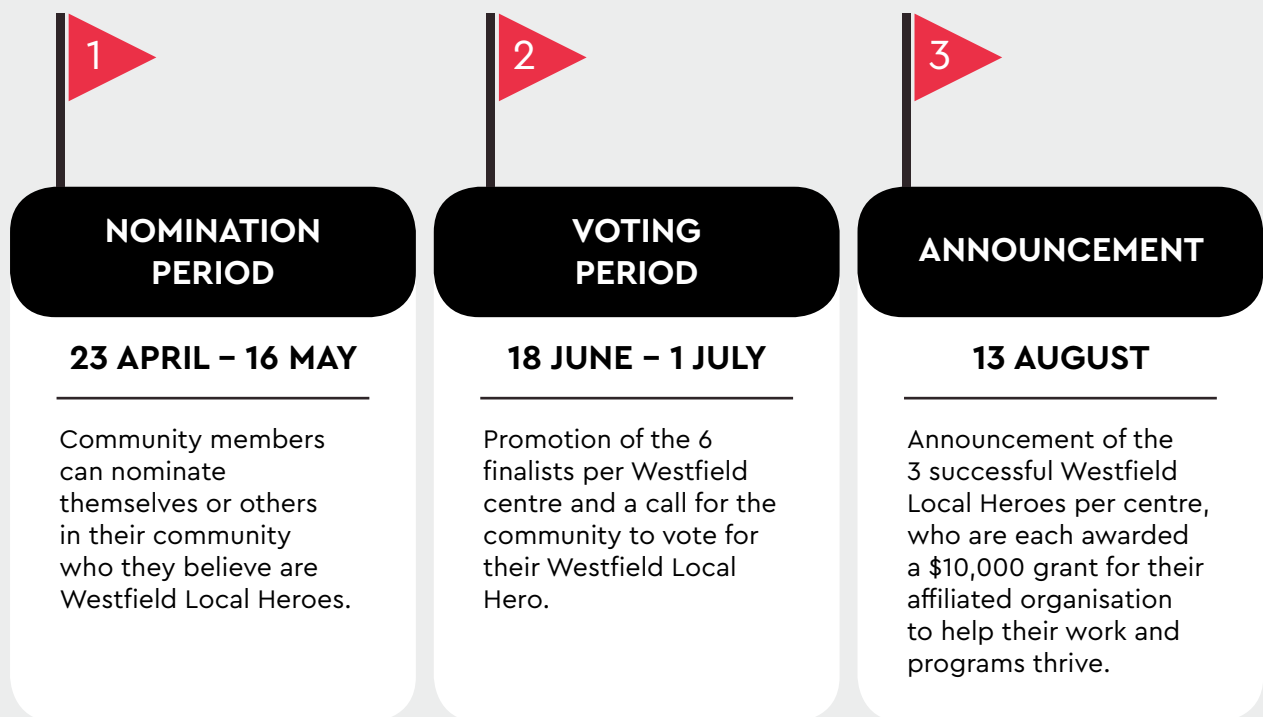 1
NOMINATION
PERIOD
23 APRIL – 16 MAY
Community members
can nominate
themselves or others
in their community
who they believe are
Westfield Local Heroes.
2
VOTING
PERIOD
18 JUNE – 1 JULY
Promotion of the 6
finalists per Westfield
centre and a call for the
community to vote for
their Westfield Local
Hero.
3
ANNOUNCEMENT
13 AUGUST
Announcement of the
3 successful Westfield
Local Heroes per centre,
who are each awarded
a $10,000 grant for their
affiliated organisation
to help their work and
programs thrive.